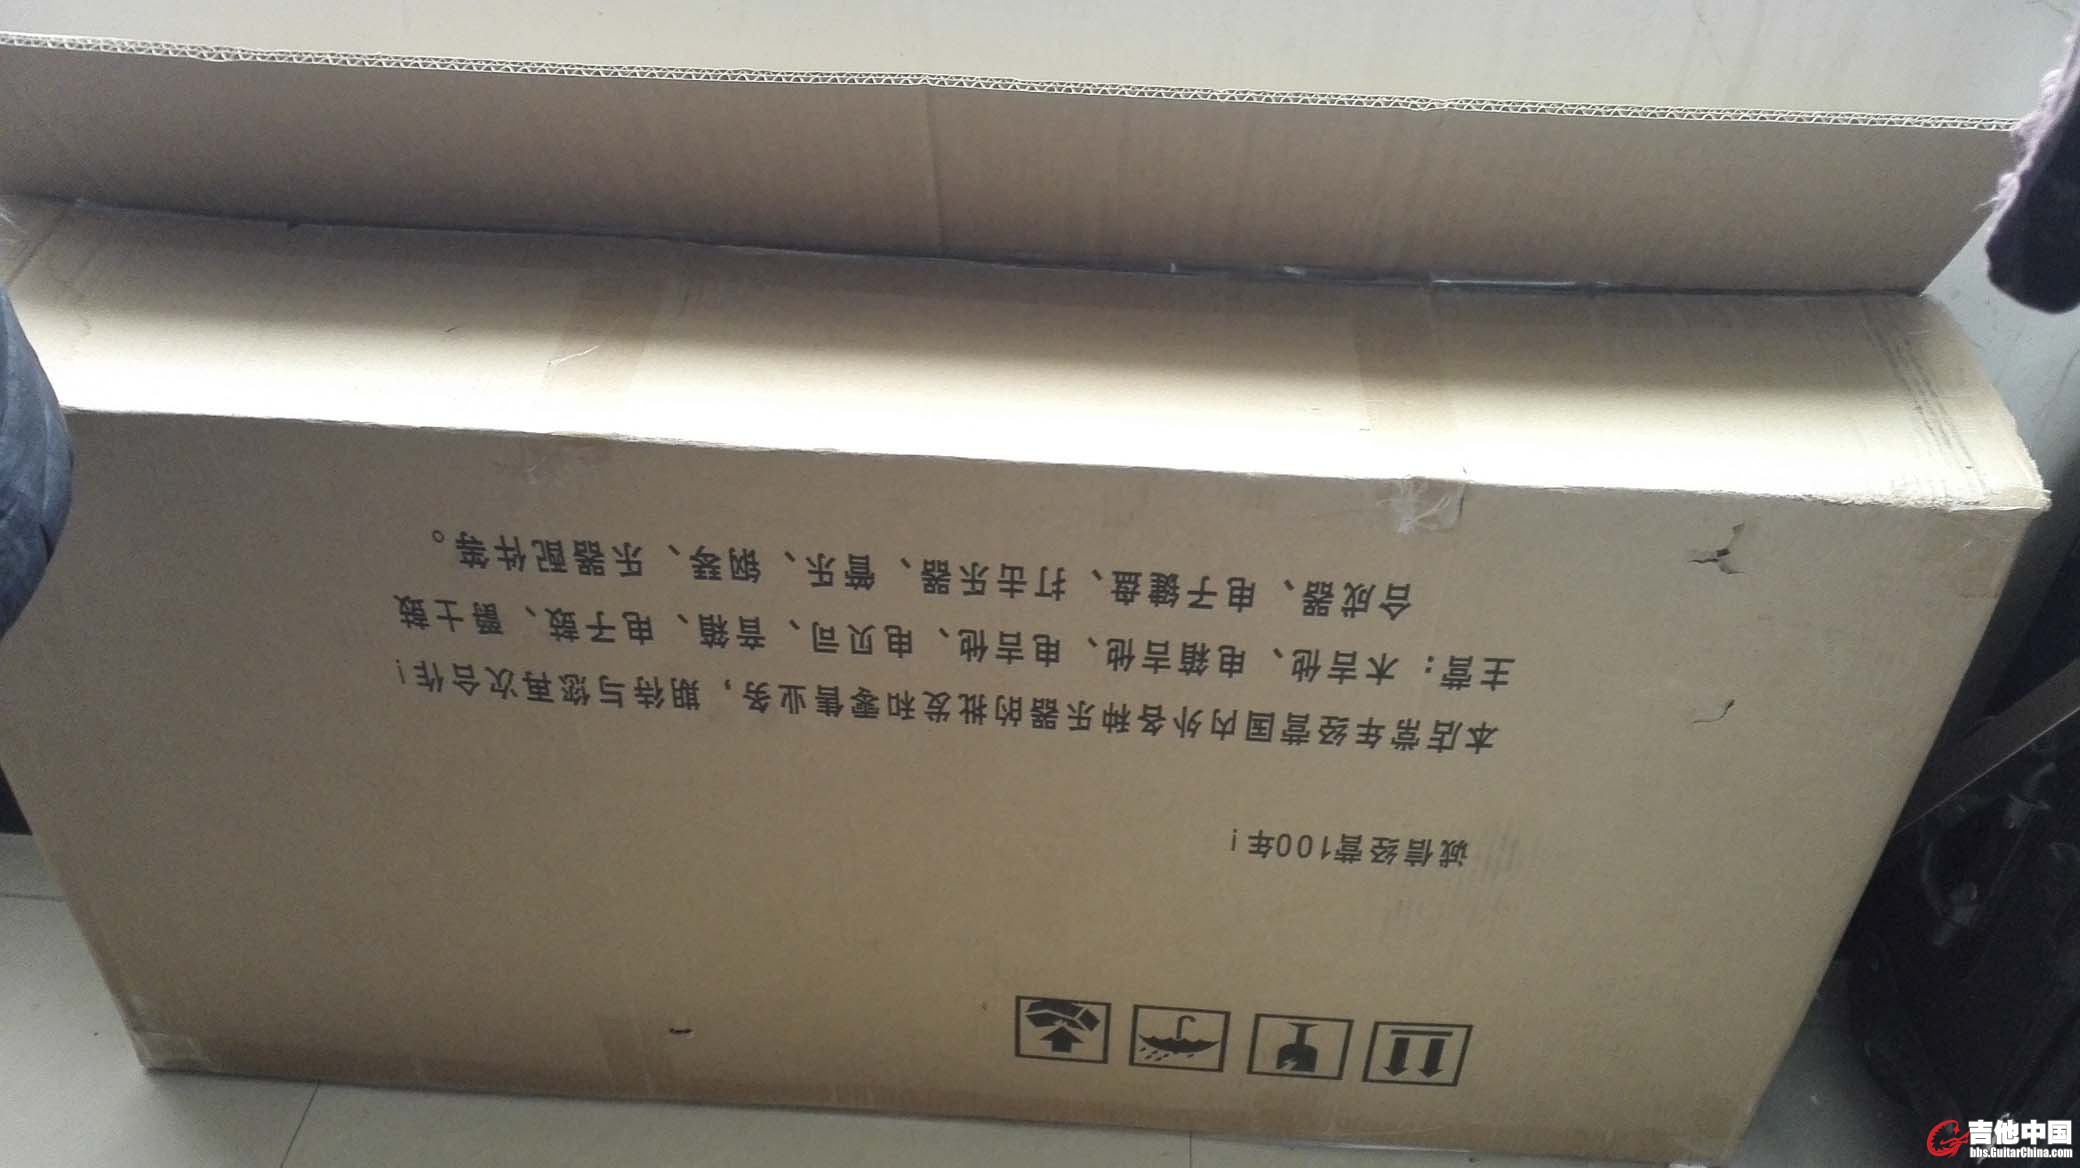 诚信经营100年!
本店常年经营国内外各种乐器的批发和零售业务,期待与您再次合作!
主营:木吉他、电箱吉他、电吉他、电贝司、音箱、电子鼓、爵士鼓
合成器、电子键盘、打击乐器、管乐、钢琴、乐器配件等。
吉他中国
bbs.GuitarChina.com